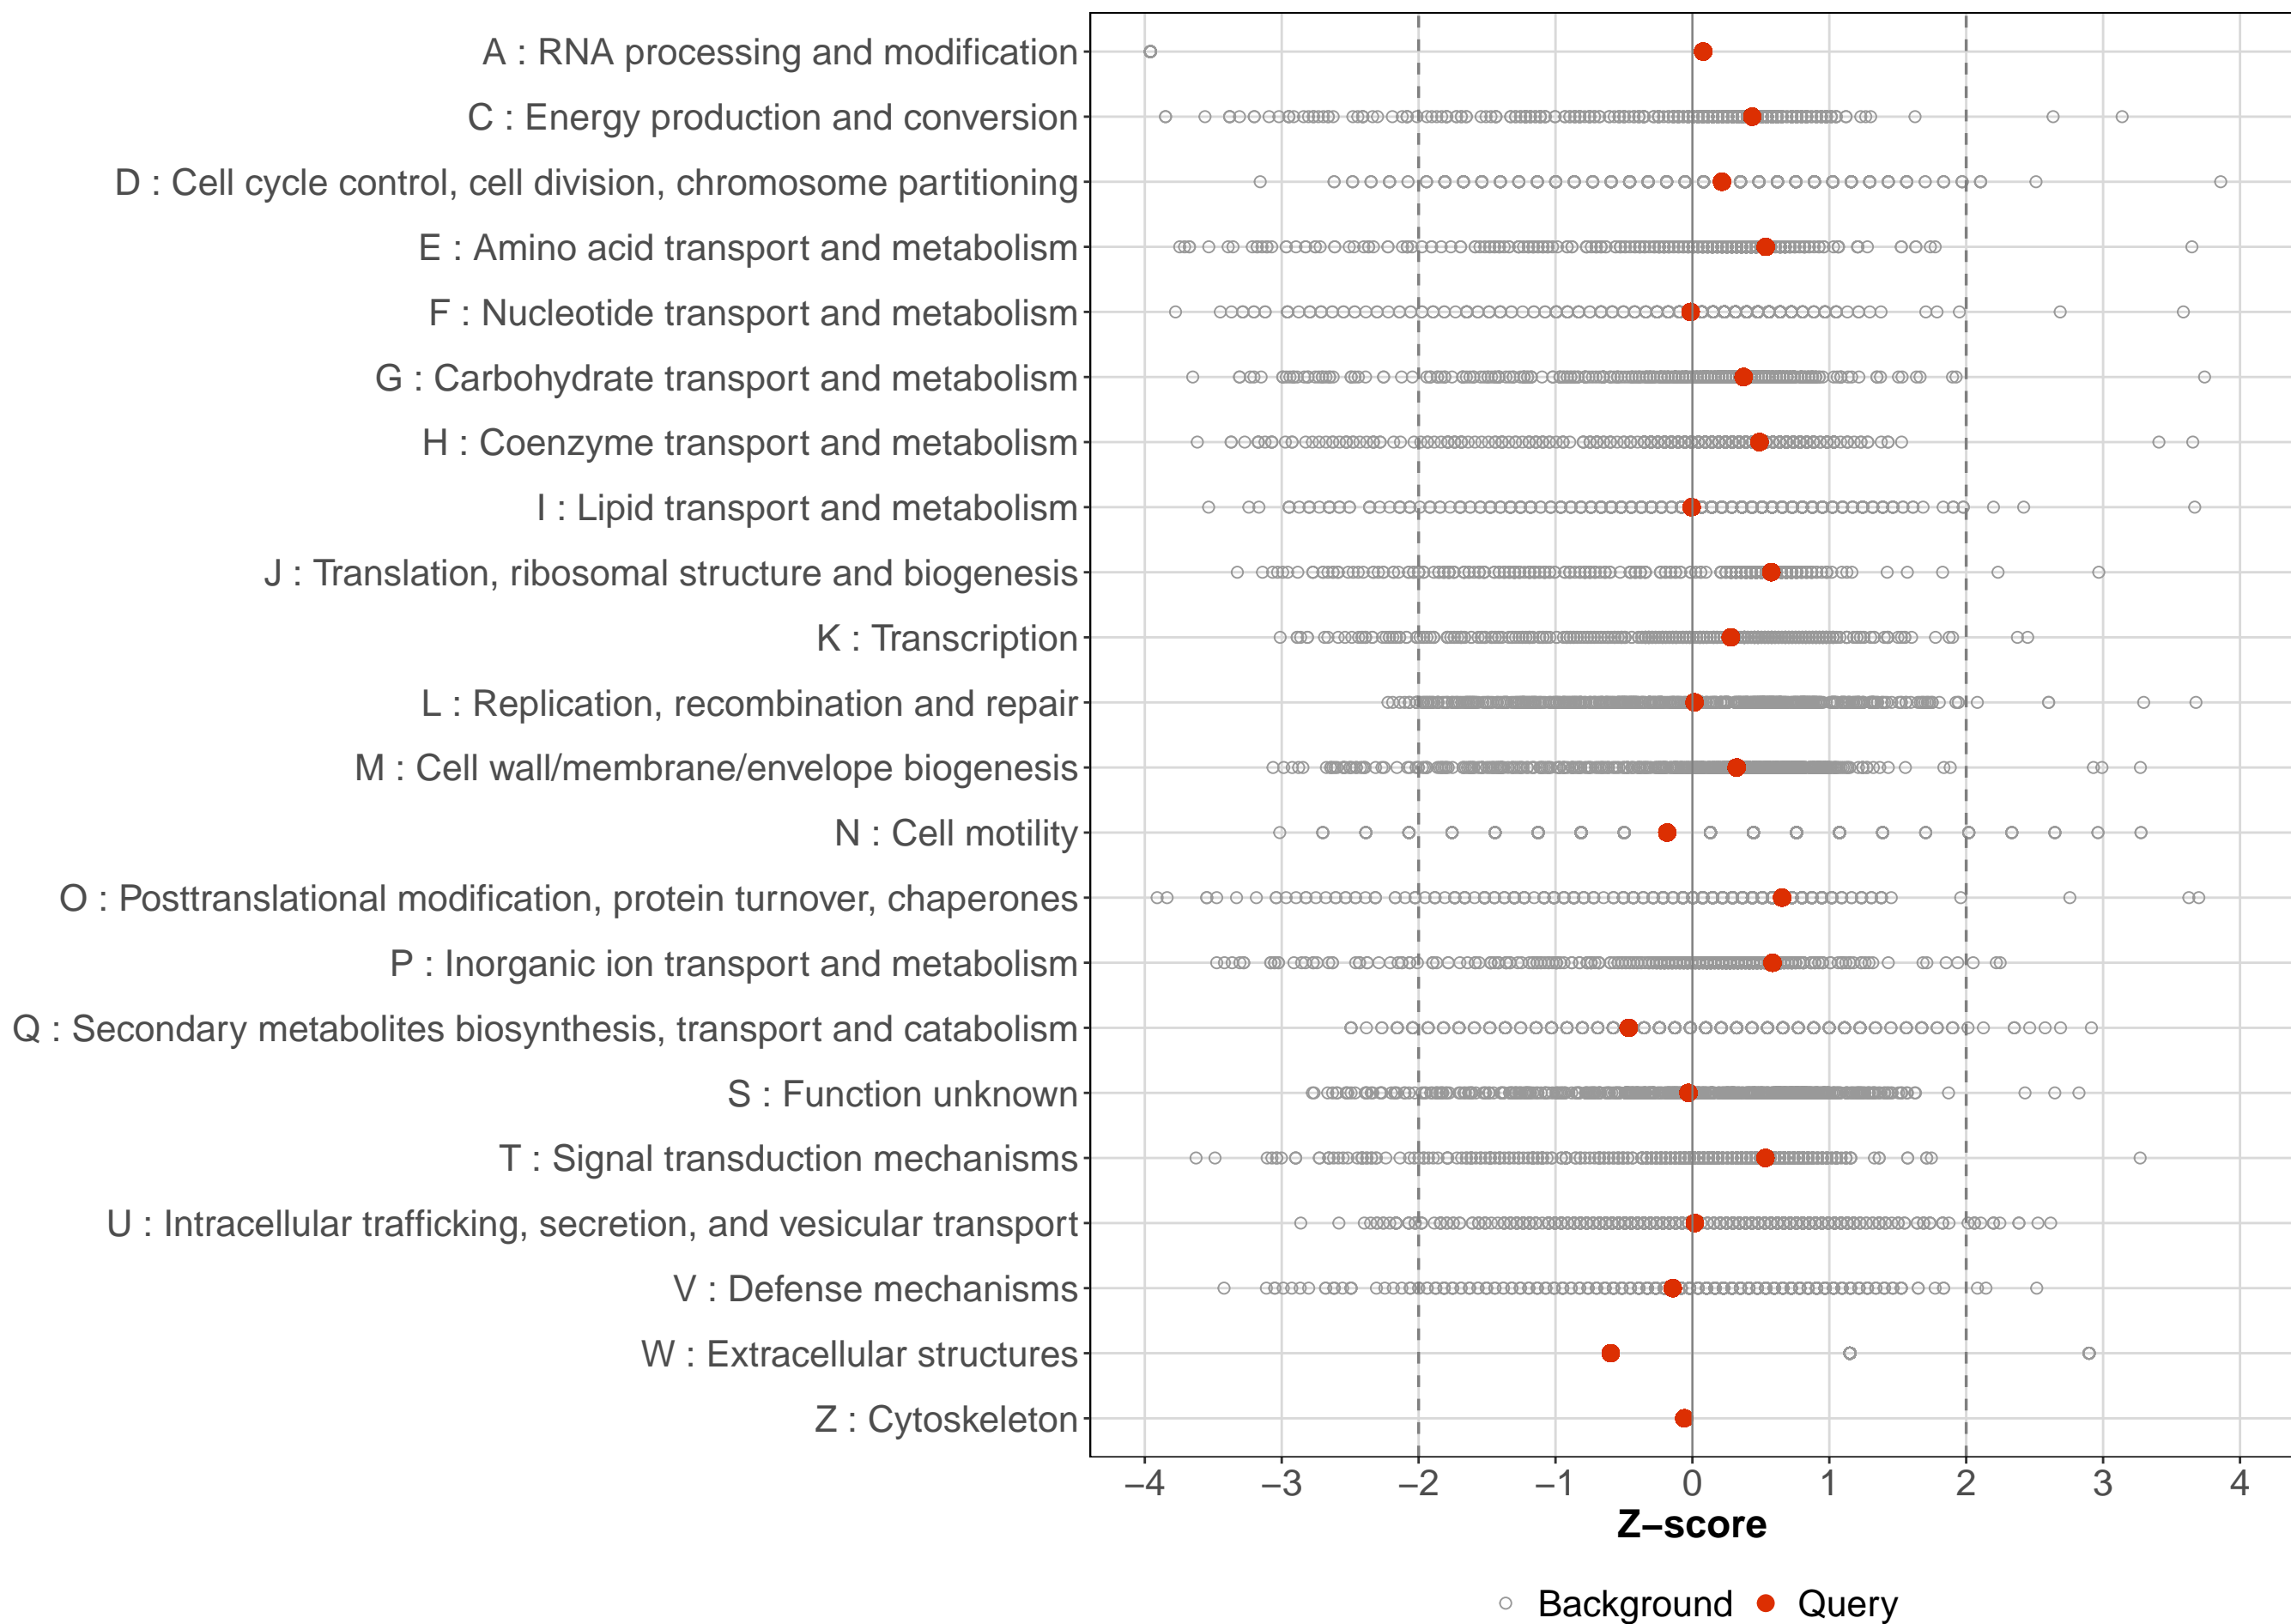 A : RNA processing and modification
C : Energy production and conversion
D : Cell cycle control, cell division, chromosome partitioning
E : Amino acid transport and metabolism
F : Nucleotide transport and metabolism
G : Carbohydrate transport and metabolism
H : Coenzyme transport and metabolism
I : Lipid transport and metabolism
J : Translation, ribosomal structure and biogenesis
K : Transcription
L : Replication, recombination and repair
M : Cell wall/membrane/envelope biogenesis
N : Cell motility
O : Posttranslational modification, protein turnover, chaperones
P : Inorganic ion transport and metabolism
Q : Secondary metabolites biosynthesis, transport and catabolism
S : Function unknown
T : Signal transduction mechanisms
U : Intracellular trafficking, secretion, and vesicular transport
V : Defense mechanisms
W : Extracellular structures
Z : Cytoskeleton
−4 −3 −2 −1 0 1 2 3 4
Z−score
Background Query